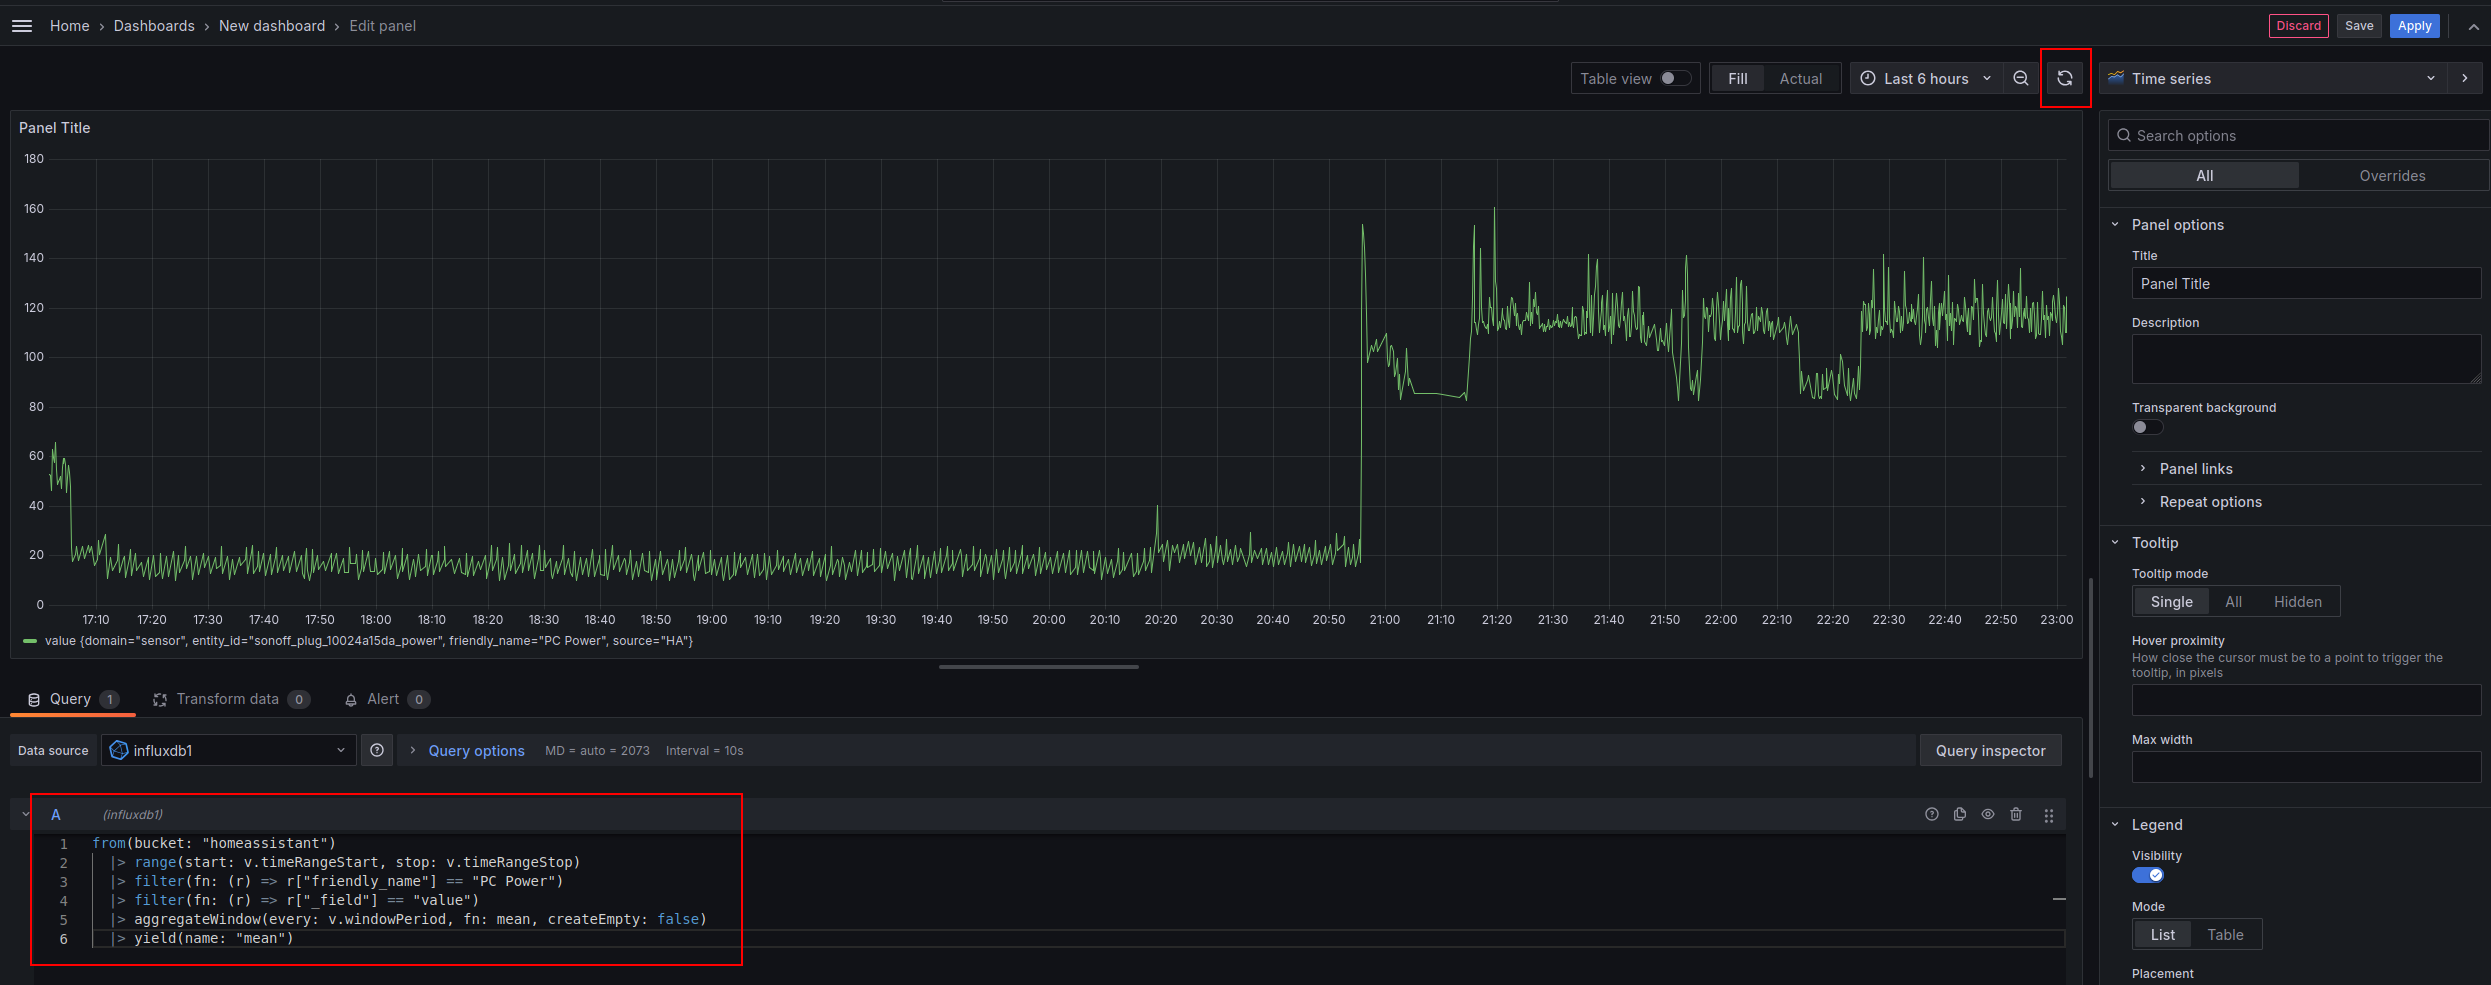 Home › Dashboards › New dashboard › Edit panel
Discard Save Apply
Table view Fill Actual Last 6 hours Time series
Panel Title
180
160
140
120
100
80
60
40
20
0
17:10 17:20 17:30 17:40 17:50 18:00 18:10 18:20 18:30 18:40 18:50 19:00 19:10 19:20 19:30 19:40 19:50 20:00 20:10 20:20 20:30 20:40 20:50 21:00 21:10 21:20 21:30 21:40 21:50 22:00 22:10 22:20 22:30 22:40 22:50 23:00
value {domain="sensor", entity_id="sonoff_plug_10024a15da_power", friendly_name="PC Power", source="HA"}
Query 1 Transform data 0 Alert 0
Data source influxdb1 Query options MD = auto = 2073 Interval = 10s Query inspector
A (influxdb1)
1 from(bucket: "homeassistant")
2 |> range(start: v.timeRangeStart, stop: v.timeRangeStop)
3 |> filter(fn: (r) => r["friendly_name"] == "PC Power")
4 |> filter(fn: (r) => r["_field"] == "value")
5 |> aggregateWindow(every: v.windowPeriod, fn: mean, createEmpty: false)
6 |> yield(name: "mean")
Search options
All Overrides
Panel options
Title
Panel Title
Description
Transparent background
Panel links
Repeat options
Tooltip
Tooltip mode
Single All Hidden
Hover proximity
How close the cursor must be to a point to trigger the
tooltip, in pixels
Max width
Legend
Visibility
Mode
List Table
Placement